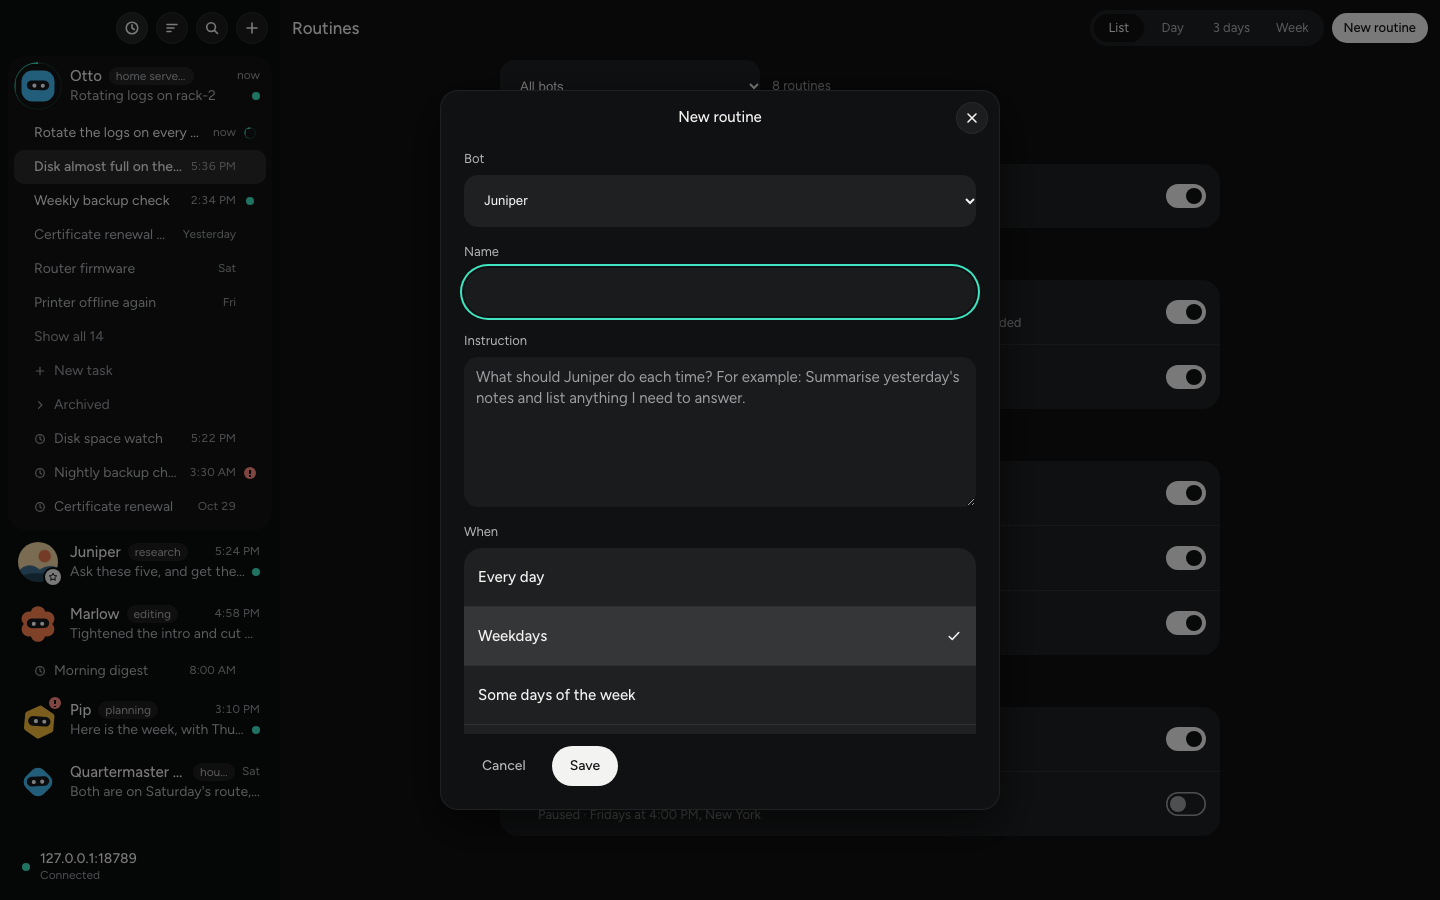 Routines
List
Day
3 days
Week
New routine
Otto
home serve...
now
Rotating logs on rack-2
Rotate the logs on every ...
now
Disk almost full on the...
5:36 PM
Weekly backup check
2:34 PM
Certificate renewal ...
Yesterday
Router firmware
Sat
Printer offline again
Fri
Show all 14
New task
Archived
Disk space watch
5:22 PM
Nightly backup ch...
3:30 AM
Certificate renewal
Oct 29
Juniper
research
5:24 PM
Ask these five, and get the...
Marlow
editing
4:58 PM
Tightened the intro and cut ...
Morning digest
8:00 AM
Pip
planning
3:10 PM
Here is the week, with Thu...
Quartermaster ...
hou...
Sat
Both are on Saturday's route,...
127.0.0.1:18789
Connected
All bots
8 routines
New routine
Bot
Juniper
Name
Instruction
What should Juniper do each time? For example: Summarise yesterday's
notes and list anything I need to answer.
When
Every day
Weekdays
Some days of the week
Cancel
Save
ded
Paused · Fridays at 4:00 PM, New York